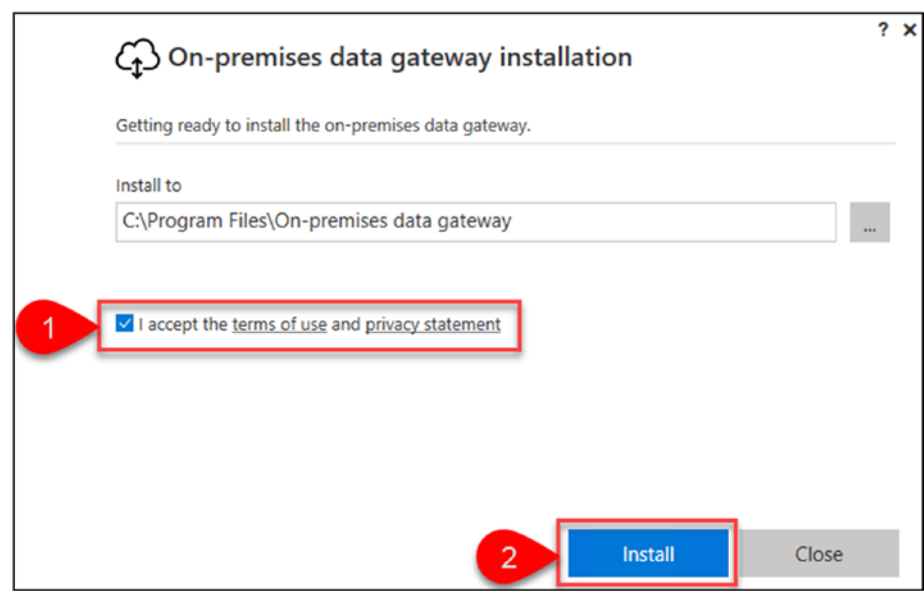 ? ×
On-premises data gateway installation
Getting ready to install the on-premises data gateway.
Install to
C:\Program Files\On-premises data gateway
...
1
I accept the terms of use and privacy statement
2
Install
Close